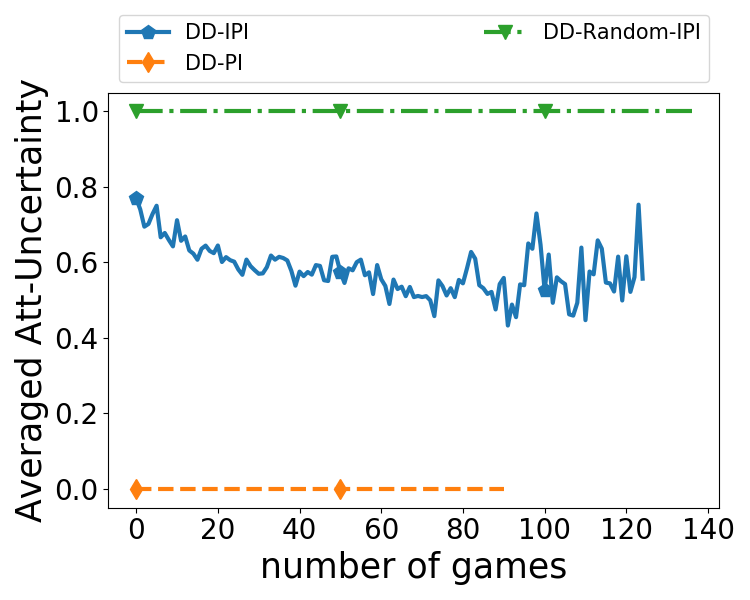 DD-IPI
DD-PI
DD-Random-IPI
Averaged Att-Uncertainty
1.0
0.8
0.6
0.4
0.2
0.0
0 20 40 60 80 100 120 140
number of games